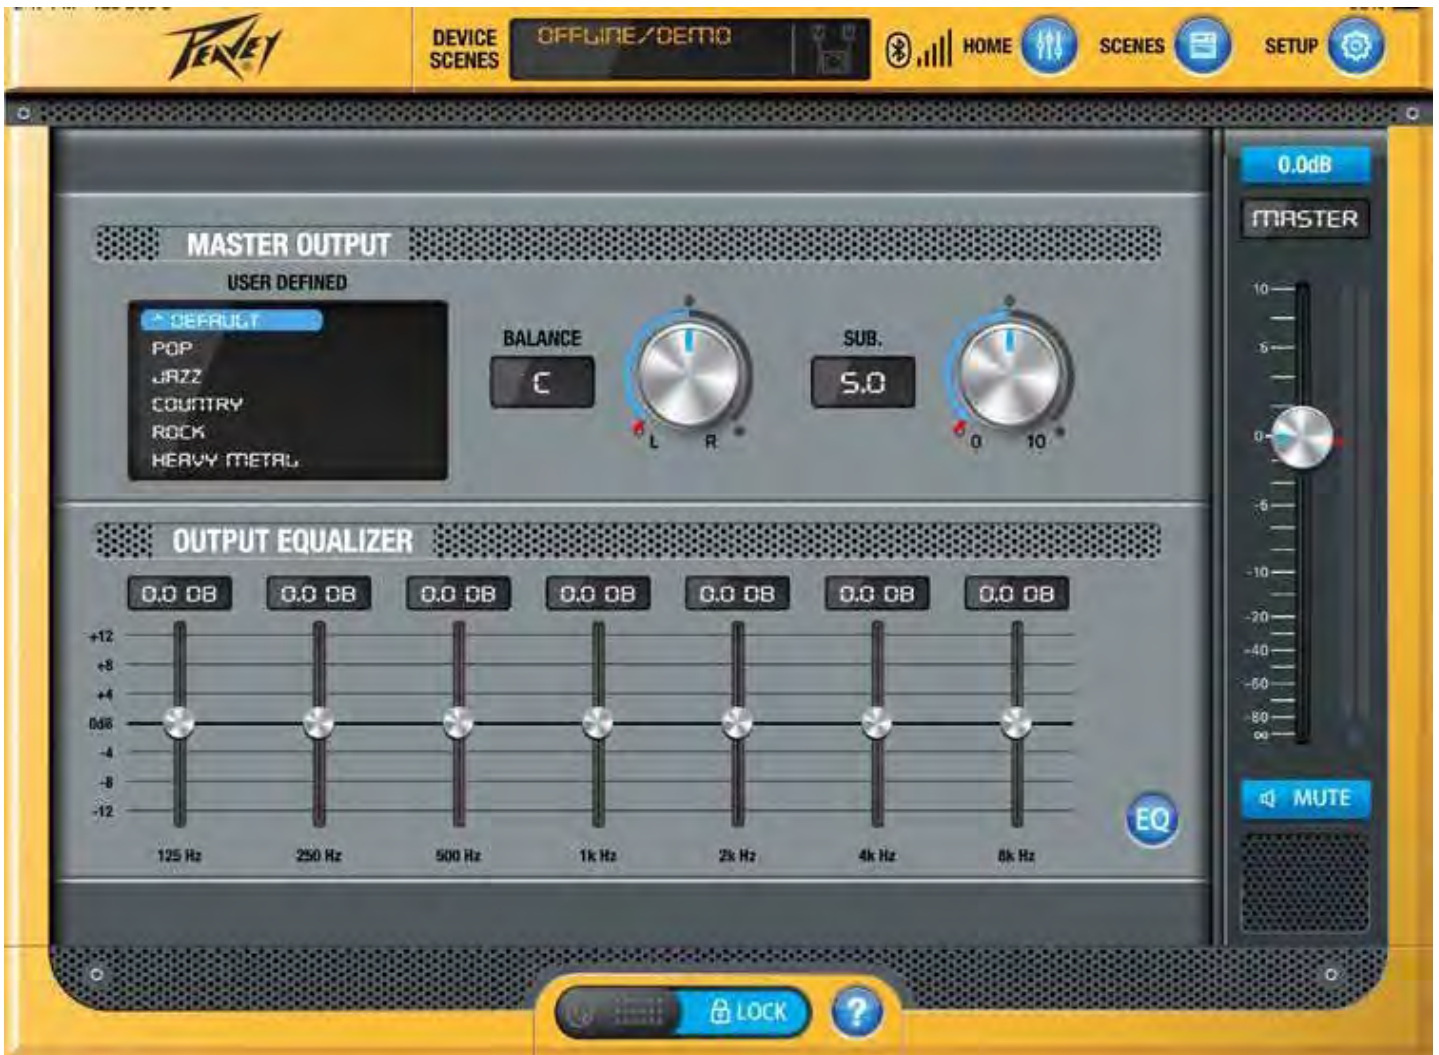 PEAVEY
DEVICE SCENES
OFFLINE/DEMO
HOME
SCENES
SETUP
0.0dB
MASTER
MASTER OUTPUT
USER DEFINED
^ DEFAULT
POP
JAZZ
COUNTRY
ROCK
HEAVY METAL
BALANCE
C
L R
SUB.
5.0
0 10
10
5
0
-5
-10
-20
-40
-60
-80
∞
OUTPUT EQUALIZER
0.0 DB 0.0 DB 0.0 DB 0.0 DB 0.0 DB 0.0 DB 0.0 DB
+12
+8
+4
0dB
-4
-8
-12
125 Hz 250 Hz 500 Hz 1k Hz 2k Hz 4k Hz 8k Hz
EQ
MUTE
LOCK
?